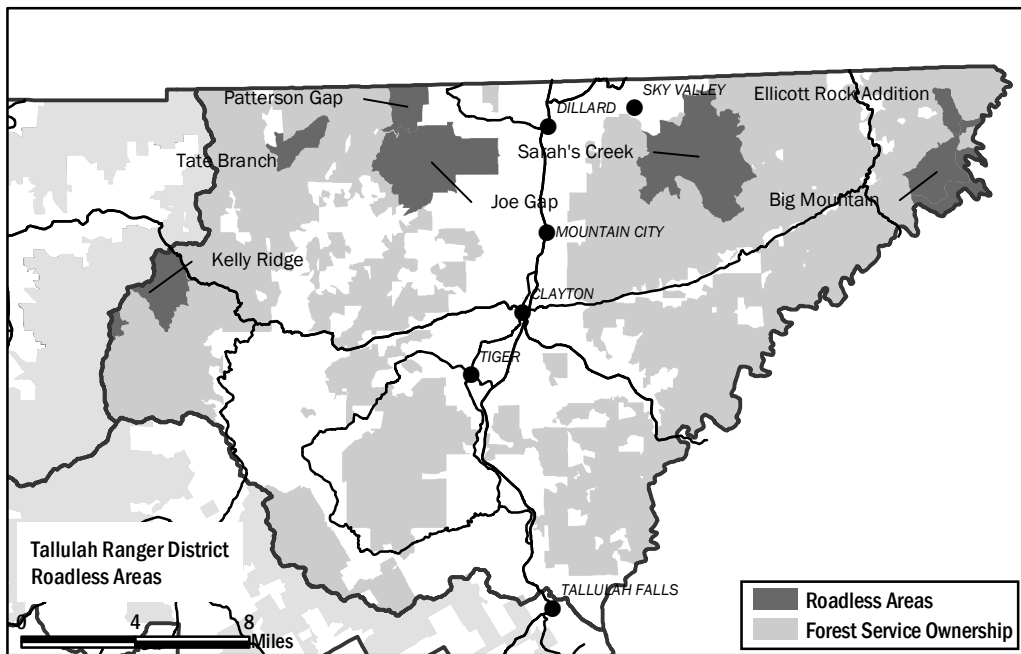 SKY VALLEY
Patterson Gap
Ellicott Rock Addition
DILLARD
Tate Branch
Sarah's Creek
Joe Gap
Big Mountain
MOUNTAIN CITY
Kelly Ridge
CLAYTON
TIGER
Tallulah Ranger District
Roadless Areas
TALLULAH FALLS
0 4 8
Miles
Roadless Areas
Forest Service Ownership